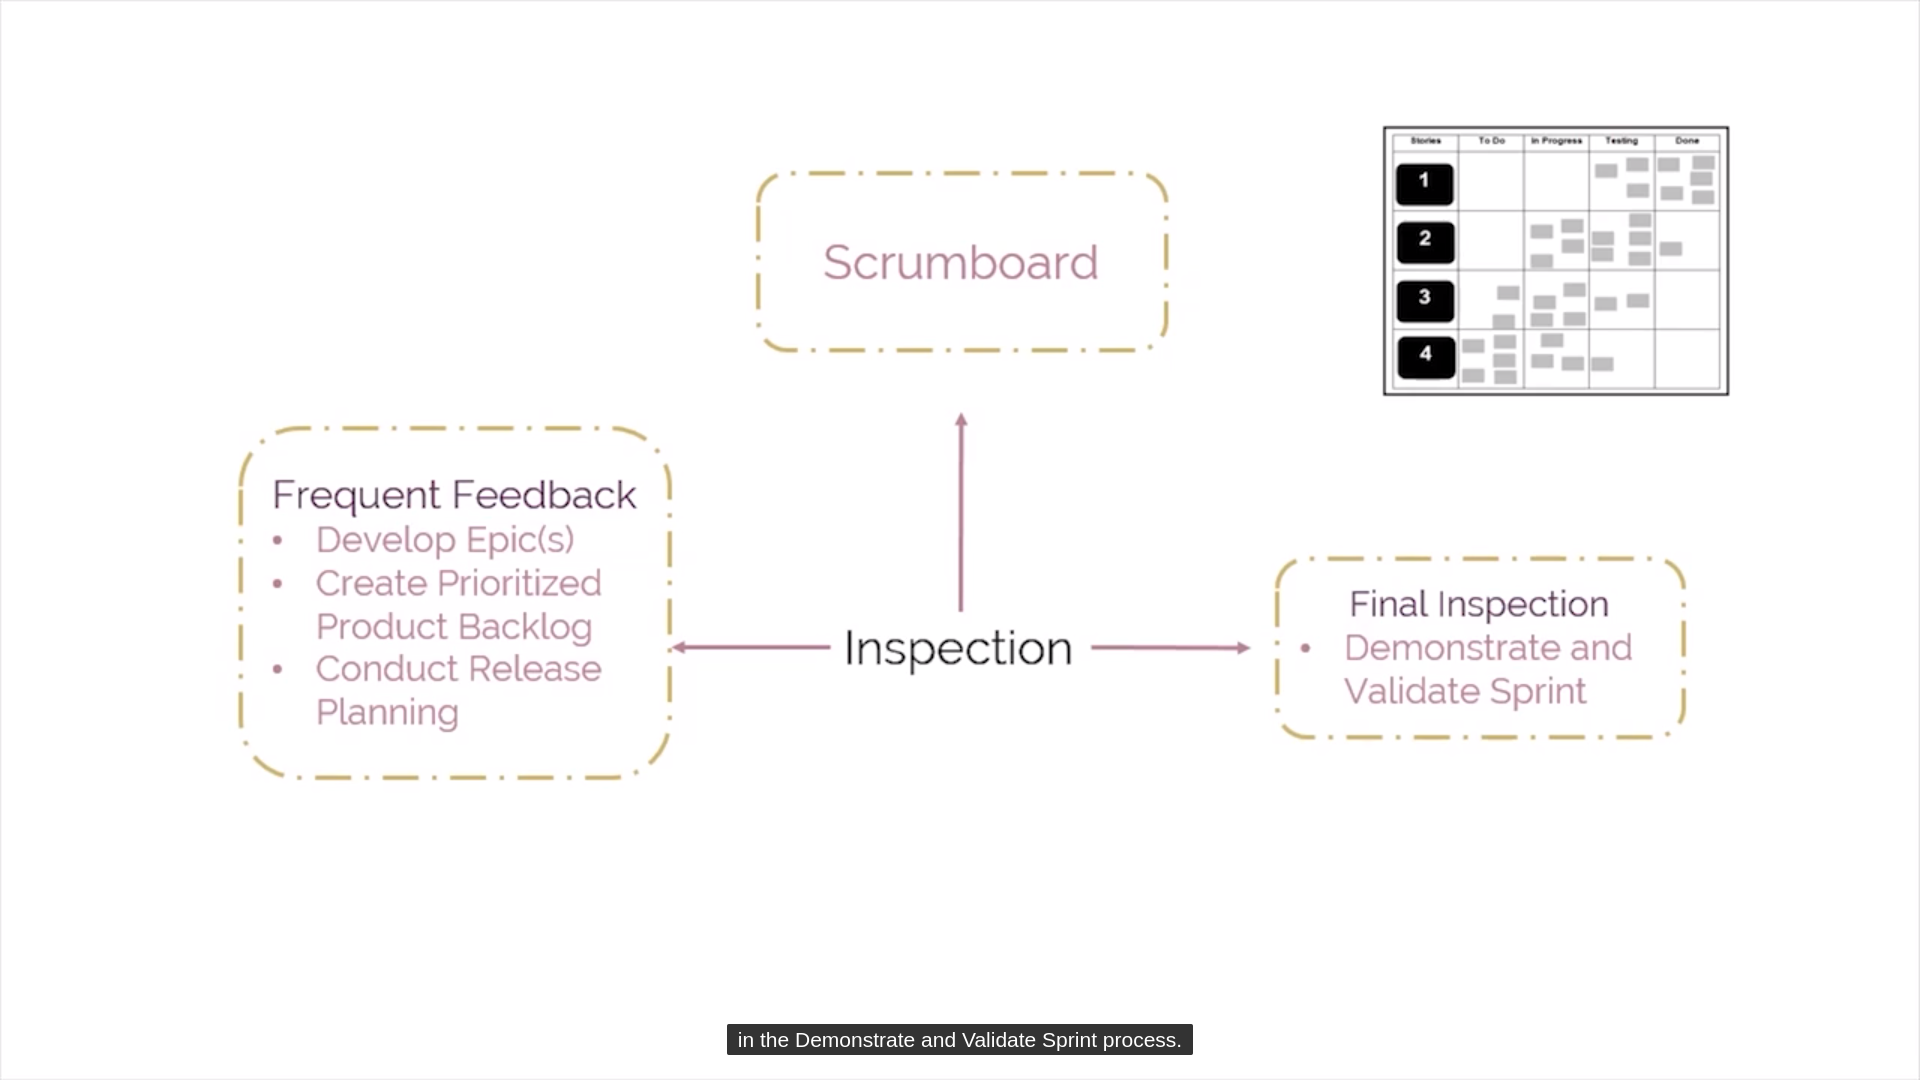 Stories To Do In Progress Testing Done
1
2
3
4
Scrumboard
Frequent Feedback
• Develop Epic(s)
• Create Prioritized
Product Backlog
• Conduct Release
Planning
Inspection
Final Inspection
• Demonstrate and
Validate Sprint
in the Demonstrate and Validate Sprint process.